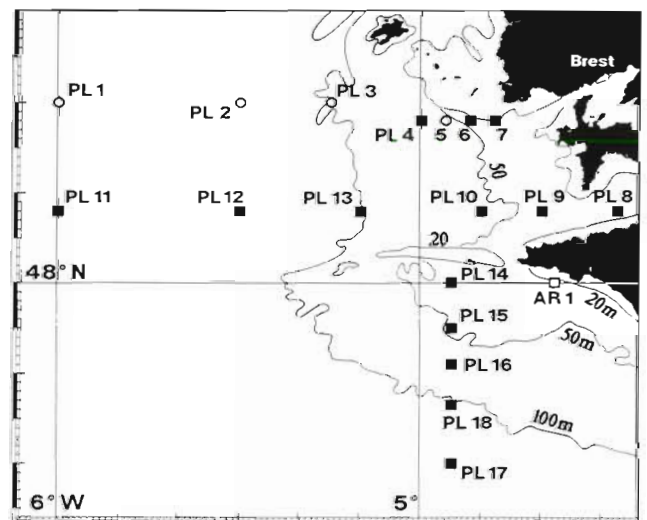 Brest
PL 1
PL 2
PL 3
PL 4
5
6
7
50
PL 11
PL 12
PL 13
PL 10
PL 9
PL 8
20
48° N
PL 14
AR 1
20m
PL 15
50m
PL 16
PL 18
100m
PL 17
6° W
5°